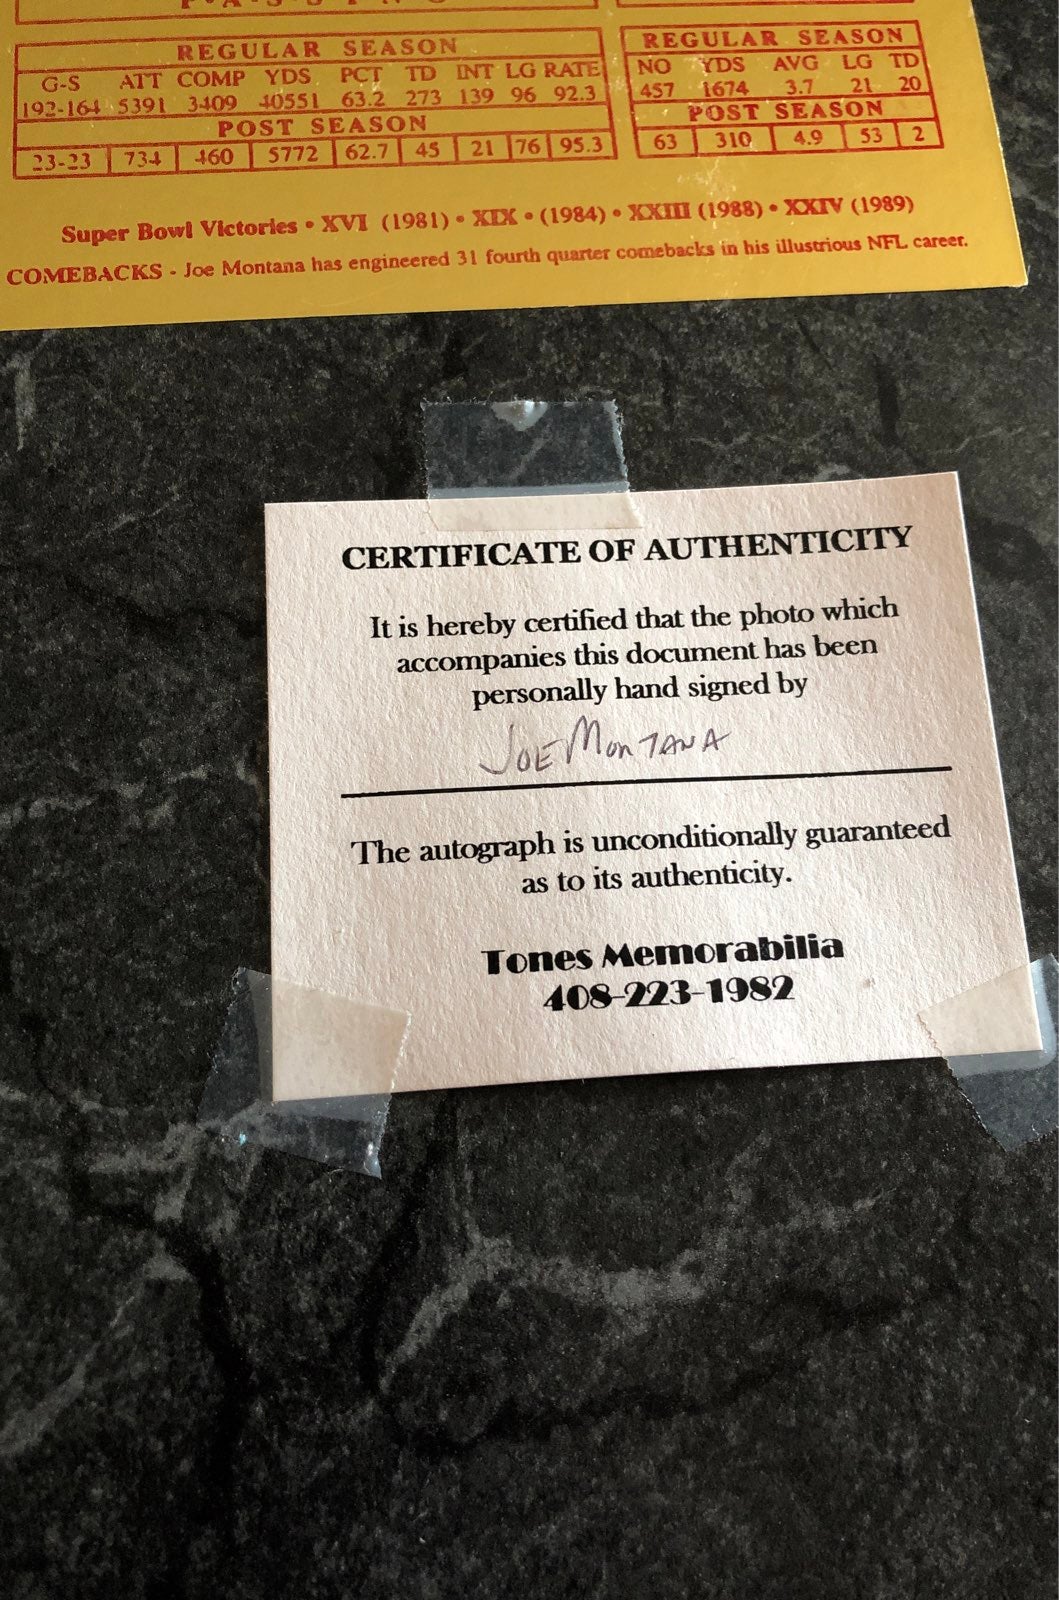 REGULAR SEASON
G-S ATT COMP YDS PCT TD INT LG RATE
192-164 5391 3409 40551 63.2 273 139 96 92.3
POST SEASON
23-23 734 460 5772 62.7 45 21 76 95.3
REGULAR SEASON
NO YDS AVG LG TD
457 1674 3.7 21 20
POST SEASON
63 310 4.9 53 2
Super Bowl Victories • XVI (1981) • XIX • (1984) • XXIII (1988) • XXIV (1989)
COMEBACKS - Joe Montana has engineered 31 fourth quarter comebacks in his illustrious NFL career.
CERTIFICATE OF AUTHENTICITY
It is hereby certified that the photo which
accompanies this document has been
personally hand signed by
JOE MONTANA
The autograph is unconditionally guaranteed
as to its authenticity.
Tones Memorabilia
408-223-1982